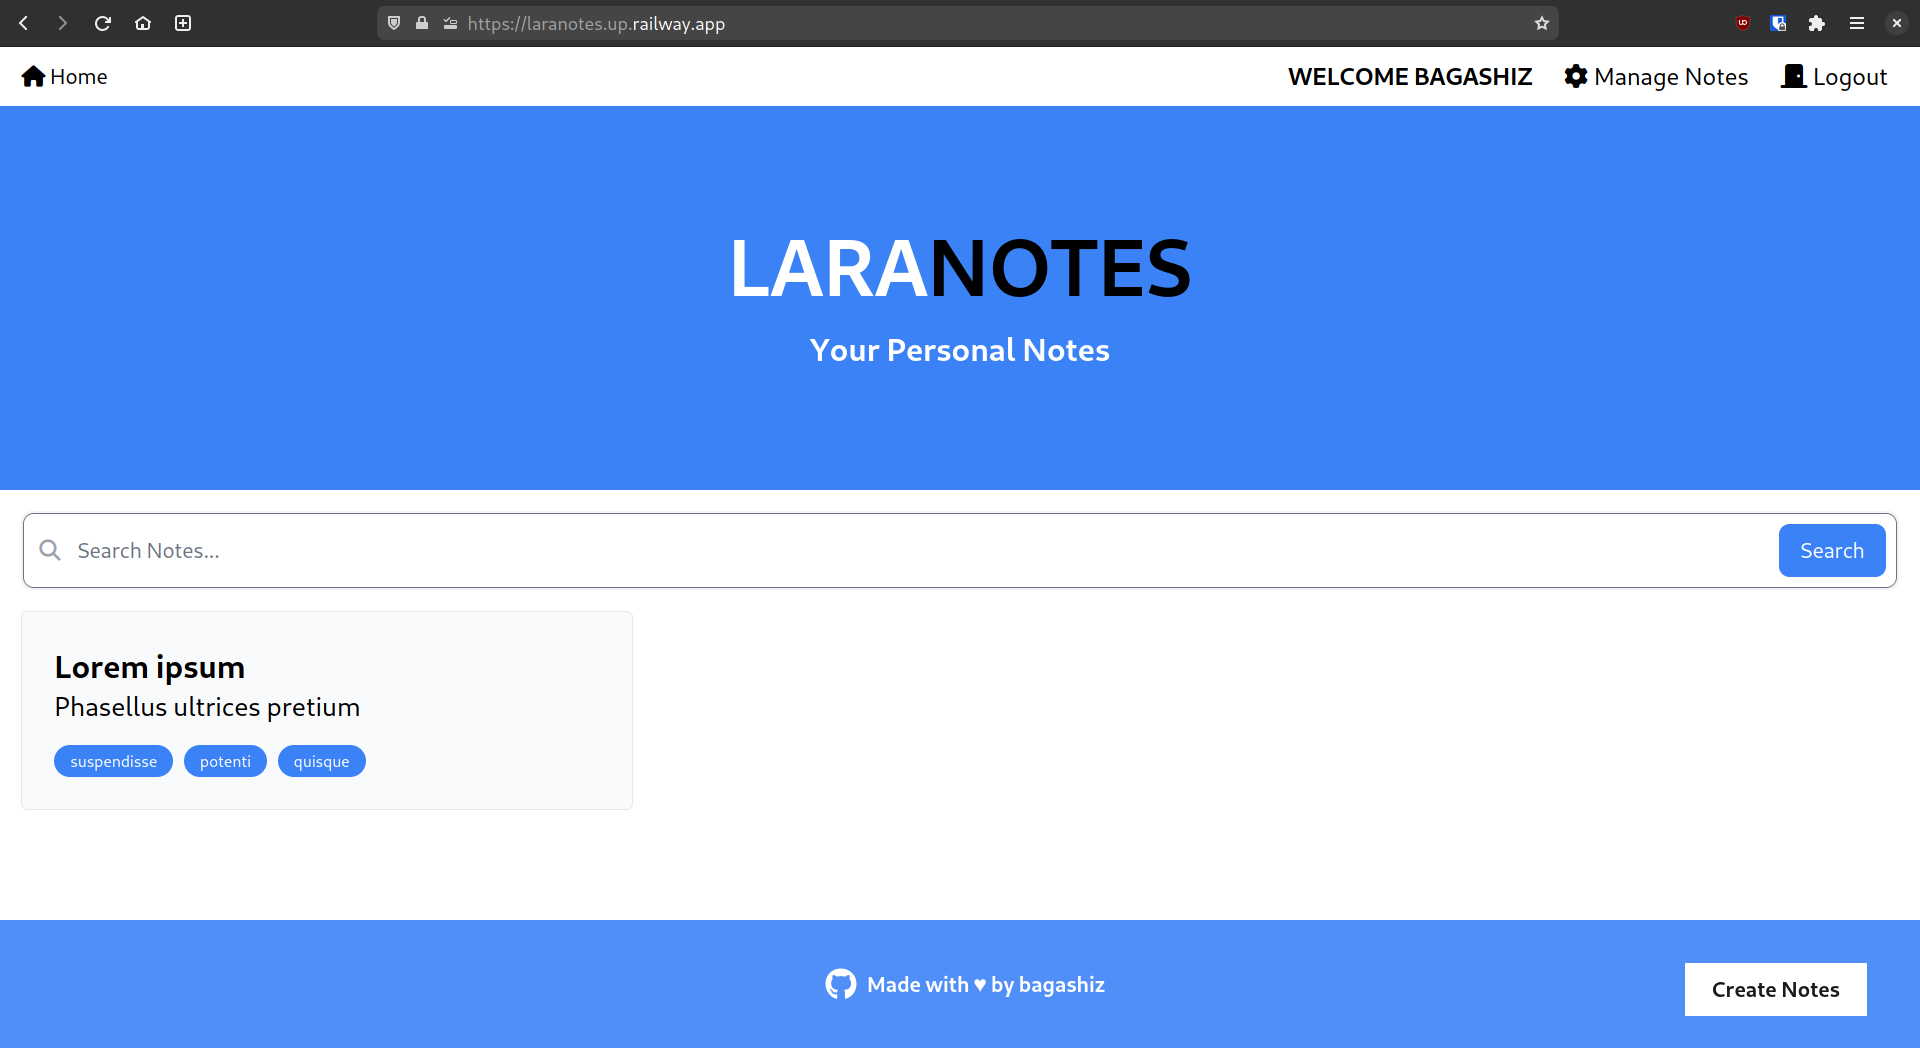 https://laranotes.up.railway.app
Home
WELCOME BAGASHIZ
Manage Notes
Logout
LARANOTES
Your Personal Notes
Search Notes...
Search
Lorem ipsum
Phasellus ultrices pretium
suspendisse
potenti
quisque
Made with ♥ by bagashiz
Create Notes